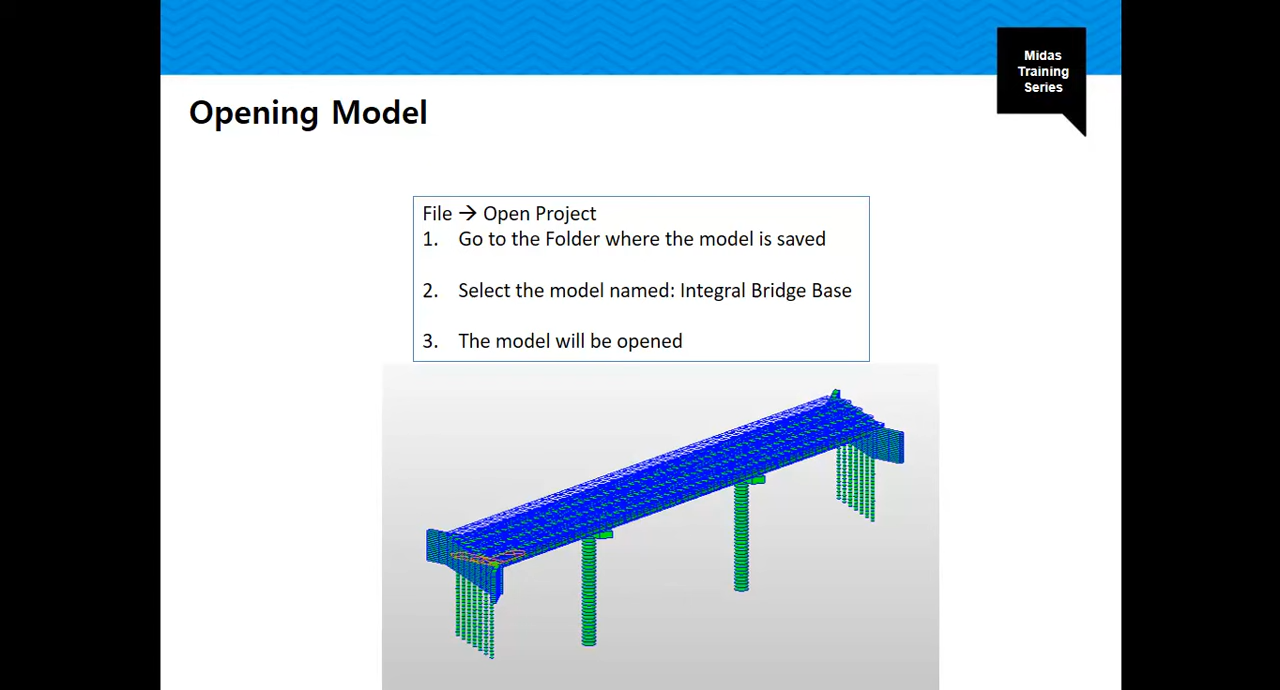 Midas
Training
Series
Opening Model
File → Open Project
1. Go to the Folder where the model is saved
2. Select the model named: Integral Bridge Base
3. The model will be opened